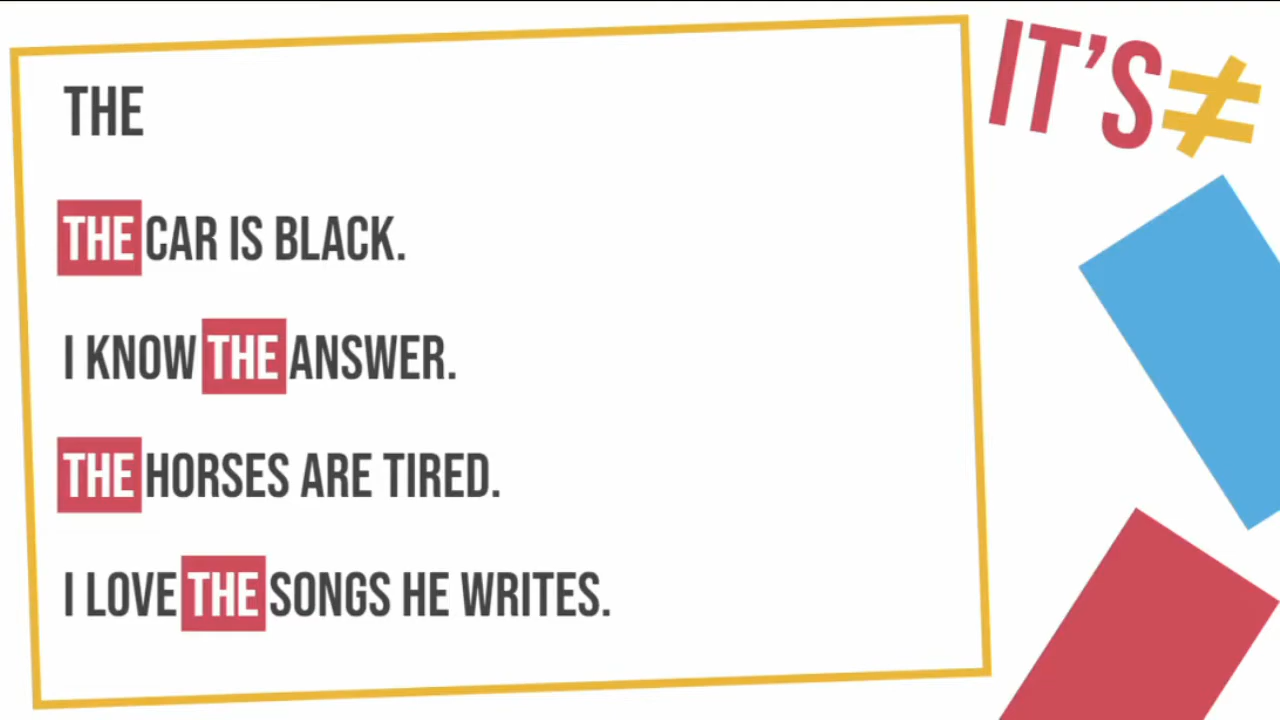 THE
THE CAR IS BLACK.
I KNOW THE ANSWER.
THE HORSES ARE TIRED.
I LOVE THE SONGS HE WRITES.
IT'S≠